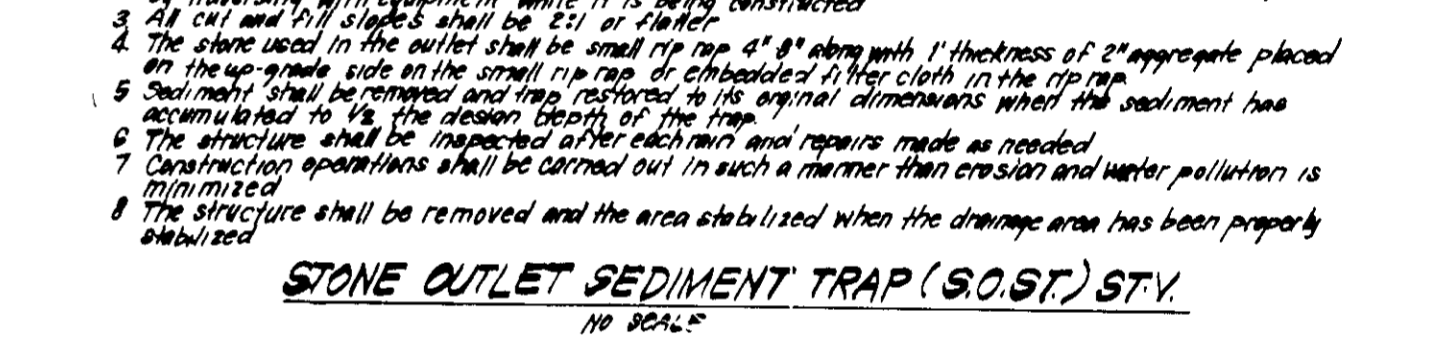 by traversing with equipment while it is being constructed
3 All cut and fill slopes shall be 2:1 or flatter
4 The stone used in the outlet shall be small rip rap 4" 8" along with 1' thickness of 2" aggregate placed
on the up-grade side on the small rip rap or embedded filter cloth in the rip rap.
5 Sediment shall be removed and trap restored to its orginal dimensions when the sediment has
accumulated to 1/2 the design depth of the trap.
6 The structure shall be inspected after each rain and repairs made as needed
7 Construction operations shall be carried out in such a manner than erosion and water pollution is
minimized
8 The structure shall be removed and the area stabilized when the drainage area has been properly
stabilized
STONE OUTLET SEDIMENT TRAP (S.O.S.T.) ST-V.
NO SCALE